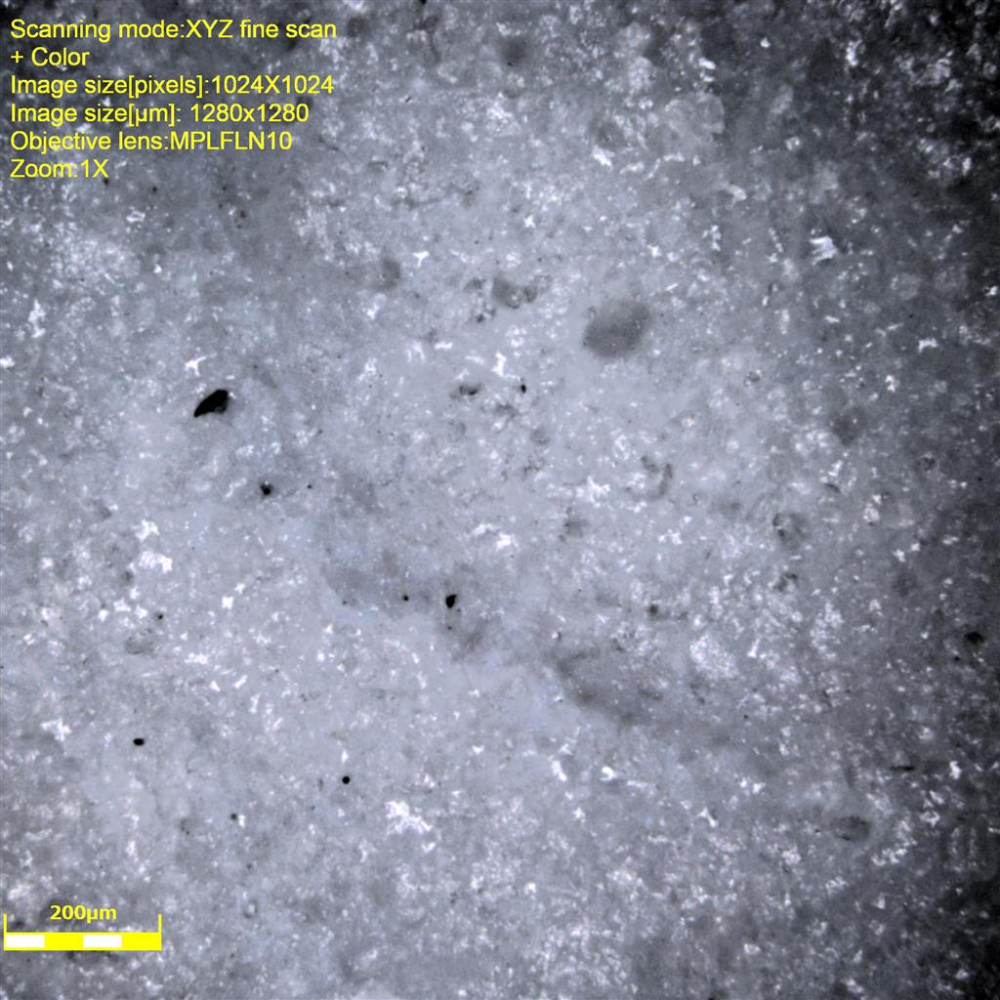 Scanning mode:XYZ fine scan
+ Color
Image size[pixels]:1024X1024
Image size[µm]: 1280x1280
Objective lens:MPLFLN10
Zoom:1X
200µm